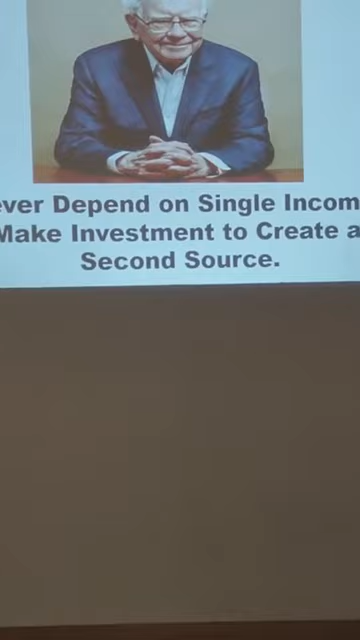 ever Depend on Single Incom
Make Investment to Create a
Second Source.